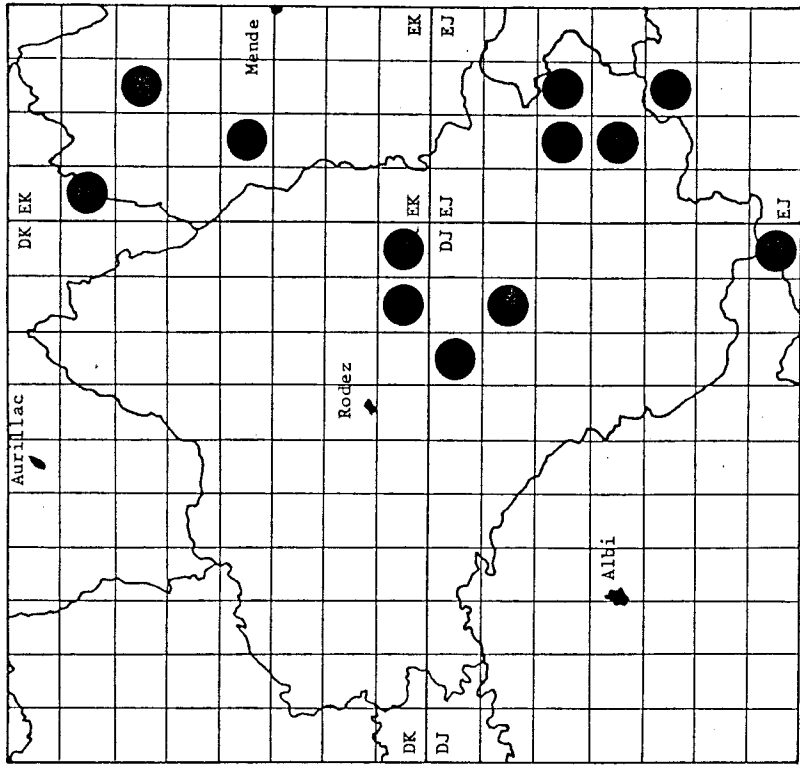 Aurillac
DK EK
Mende
Rodez
DK
EK
EK
DJ
DJ EJ
EJ
Albi
EJ